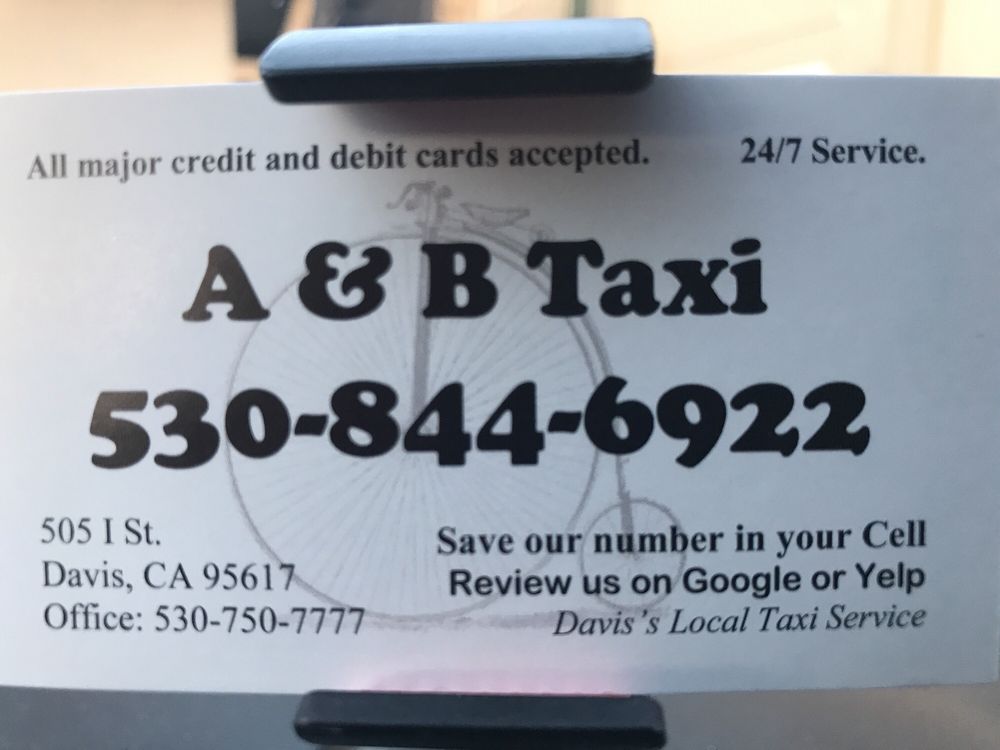 All major credit and debit cards accepted. 24/7 Service.
A & B Taxi
530-844-6922
505 I St.
Davis, CA 95617
Office: 530-750-7777
Save our number in your Cell
Review us on Google or Yelp
Davis's Local Taxi Service